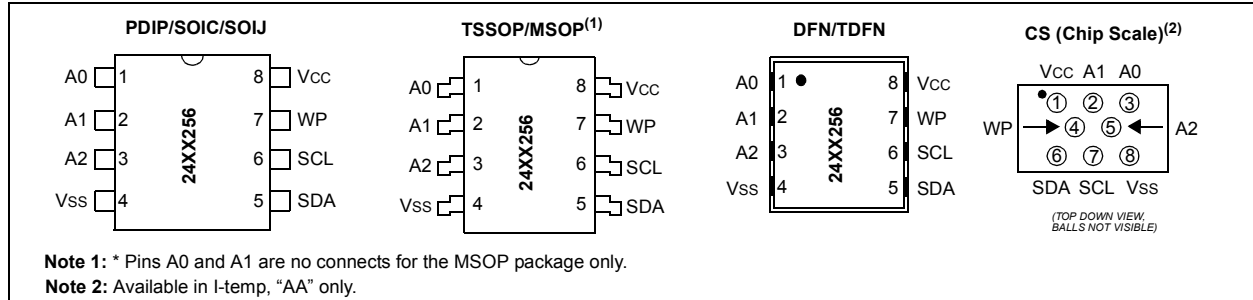 PDIP/SOIC/SOIJ
A0 1 8 VCC
A1 2 7 WP
A2 3 6 SCL
VSS 4 5 SDA
24XX256
TSSOP/MSOP(1)
A0 1 8 VCC
A1 2 7 WP
A2 3 6 SCL
VSS 4 5 SDA
24XX256
DFN/TDFN
A0 1 8 VCC
A1 2 7 WP
A2 3 6 SCL
VSS 4 5 SDA
24XX256
CS (Chip Scale)(2)
VCC A1 A0
1 2 3
WP 4 5 A2
6 7 8
SDA SCL VSS
(TOP DOWN VIEW,
BALLS NOT VISIBLE)
Note 1: * Pins A0 and A1 are no connects for the MSOP package only.
Note 2: Available in I-temp, “AA” only.